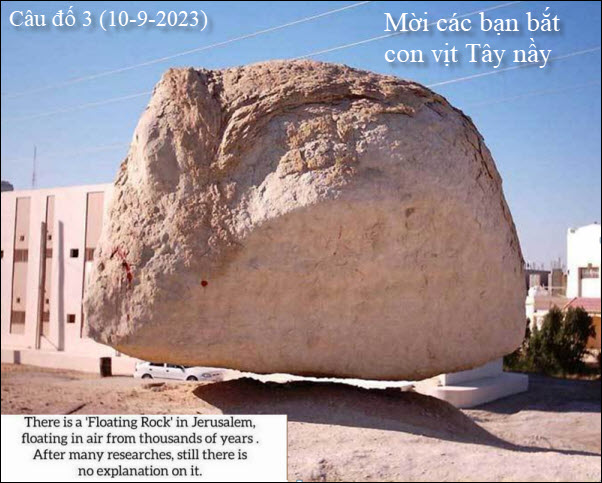 Câu đố 3 (10-9-2023)
Mời các bạn bắt
con vịt Tây nầy
There is a 'Floating Rock' in Jerusalem,
floating in air from thousands of years .
After many researches, still there is
no explanation on it.